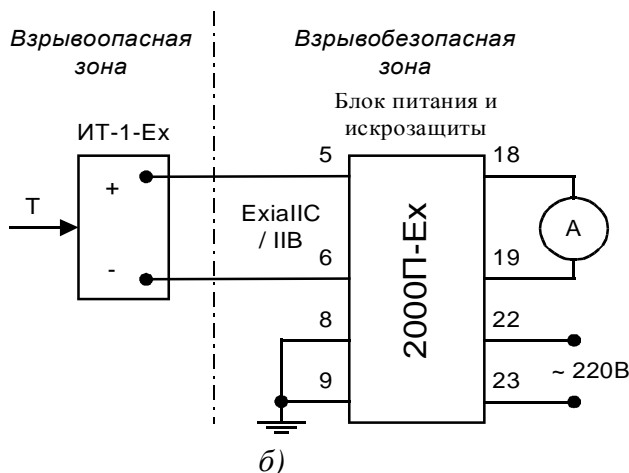 Взрывоопасная
зона
Взрывобезопасная
зона
Блок питания и
искрозащиты
ИТ-1-Ex
5
18
+
T
ExiaIIC
/ IIB
2000П-Ex
A
-
6
19
8
22
~ 220В
9
23
б)